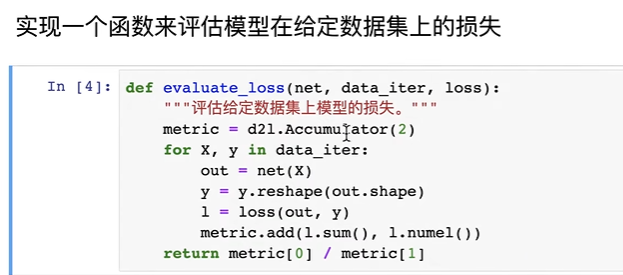 实现一个函数来评估模型在给定数据集上的损失
In [4]: def evaluate_loss(net, data_iter, loss):
    """评估给定数据集上模型的损失。"""
    metric = d2l.Accumulator(2)
    for X, y in data_iter:
        out = net(X)
        y = y.reshape(out.shape)
        l = loss(out, y)
        metric.add(l.sum(), l.numel())
    return metric[0] / metric[1]